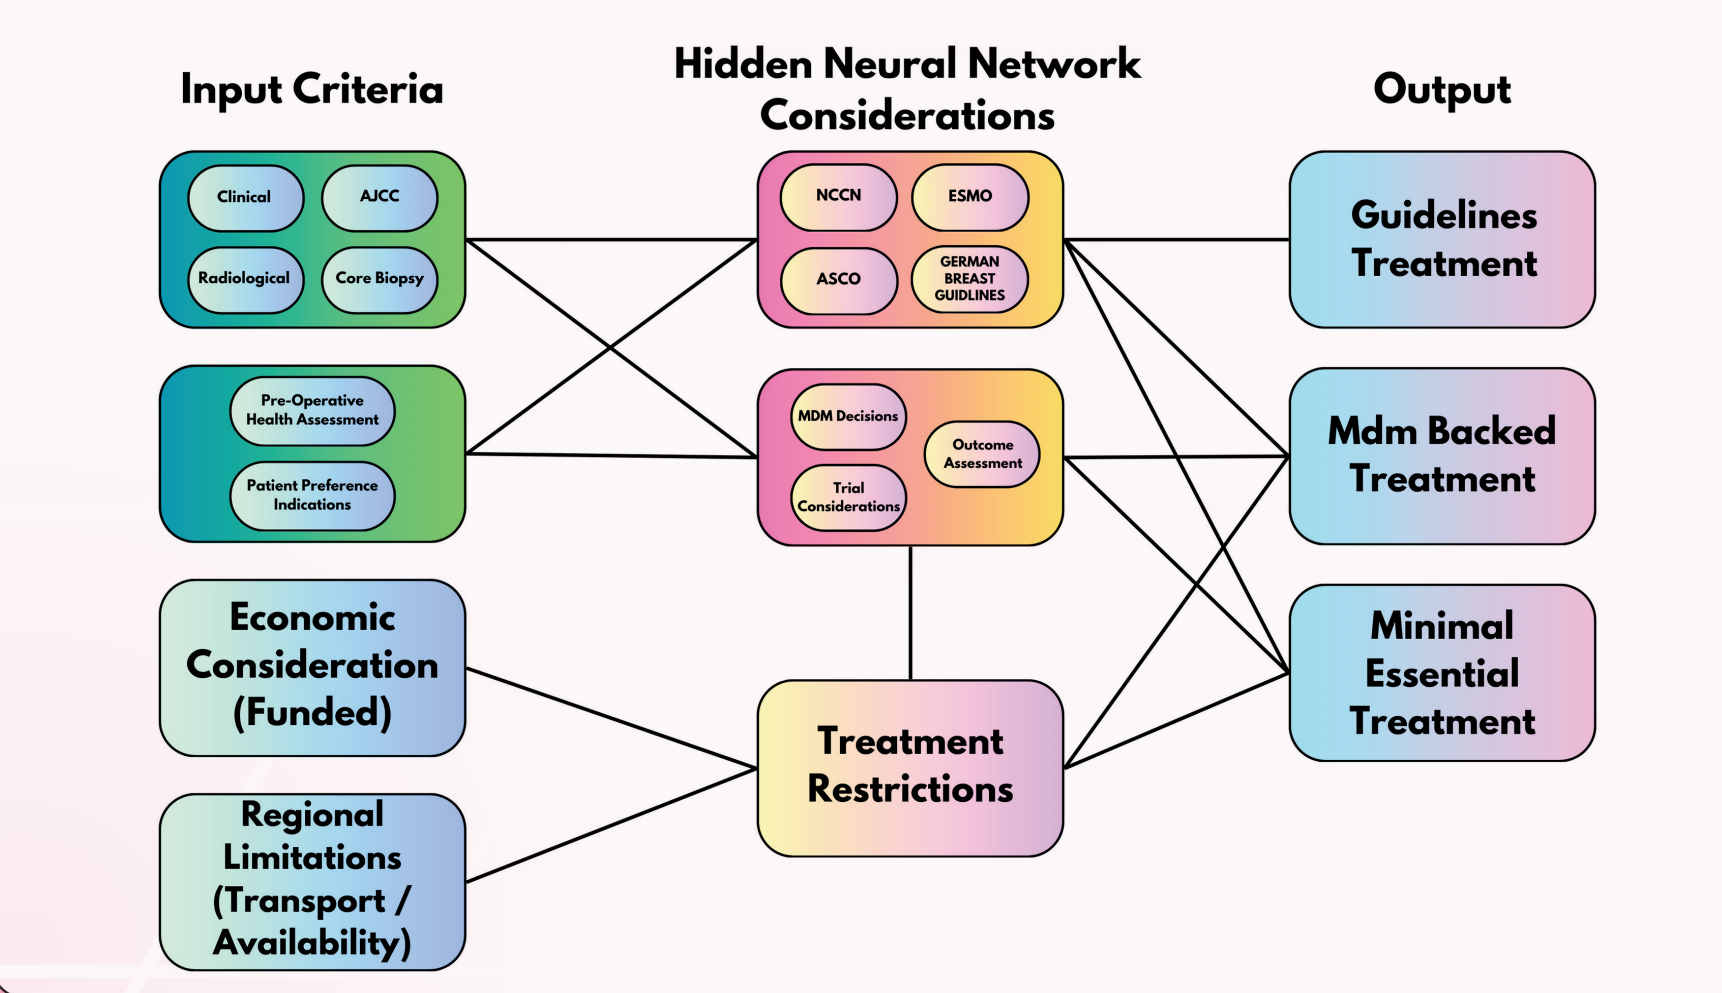 Input Criteria
Hidden Neural Network
Considerations
Output
Clinical
AJCC
Radiological
Core Biopsy
Pre-Operative
Health Assessment
Patient Preference
Indications
Economic
Consideration
(Funded)
Regional
Limitations
(Transport /
Availability)
NCCN
ESMO
ASCO
GERMAN
BREAST
GUIDLINES
MDM Decisions
Outcome
Assessment
Trial
Considerations
Treatment
Restrictions
Guidelines
Treatment
Mdm Backed
Treatment
Minimal
Essential
Treatment